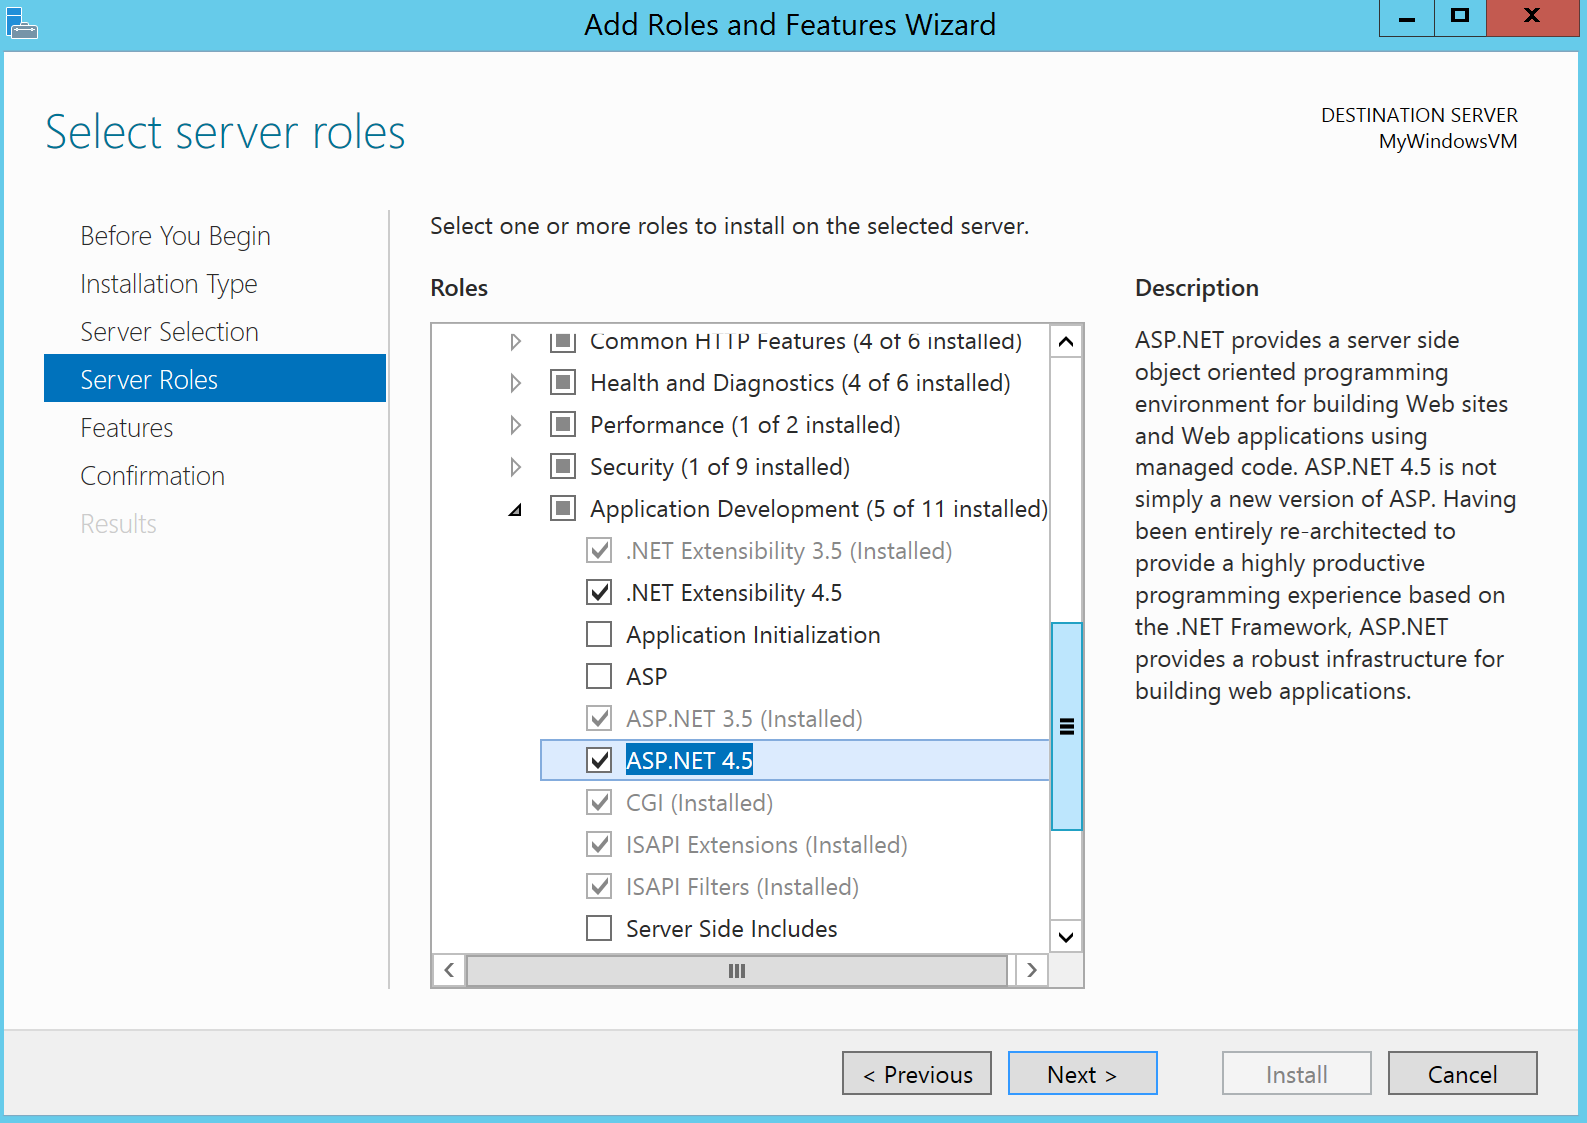 Add Roles and Features Wizard
Select server roles
DESTINATION SERVER
MyWindowsVM
Before You Begin
Installation Type
Server Selection
Server Roles
Features
Confirmation
Results
Select one or more roles to install on the selected server.
Roles
Common HTTP Features (4 of 6 installed)
Health and Diagnostics (4 of 6 installed)
Performance (1 of 2 installed)
Security (1 of 9 installed)
Application Development (5 of 11 installed)
.NET Extensibility 3.5 (Installed)
.NET Extensibility 4.5
Application Initialization
ASP
ASP.NET 3.5 (Installed)
ASP.NET 4.5
CGI (Installed)
ISAPI Extensions (Installed)
ISAPI Filters (Installed)
Server Side Includes
Description
ASP.NET provides a server side
object oriented programming
environment for building Web sites
and Web applications using
managed code. ASP.NET 4.5 is not
simply a new version of ASP. Having
been entirely re-architected to
provide a highly productive
programming experience based on
the .NET Framework, ASP.NET
provides a robust infrastructure for
building web applications.
< Previous
Next >
Install
Cancel